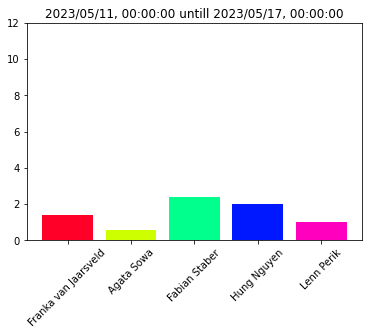 2023/05/11, 00:00:00 untill 2023/05/17, 00:00:00
12
10
8
6
4
2
0
Franka van Jaarsveld
Agata Sowa
Fabian Staber
Hung Nguyen
Lenn Perik